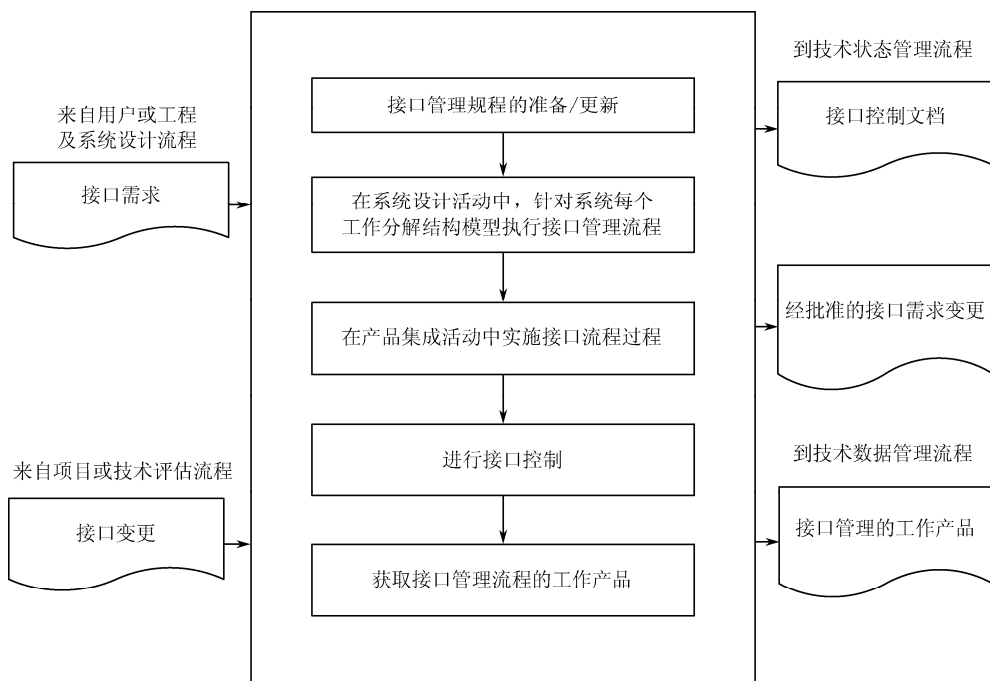 来自用户或工程
及系统设计流程
接口需求
来自项目或技术评估流程
接口变更
接口管理规程的准备/更新
在系统设计活动中，针对系统每个
工作分解结构模型执行接口管理流程
在产品集成活动中实施接口流程过程
进行接口控制
获取接口管理流程的工作产品
到技术状态管理流程
接口控制文档
经批准的接口需求变更
到技术数据管理流程
接口管理的工作产品